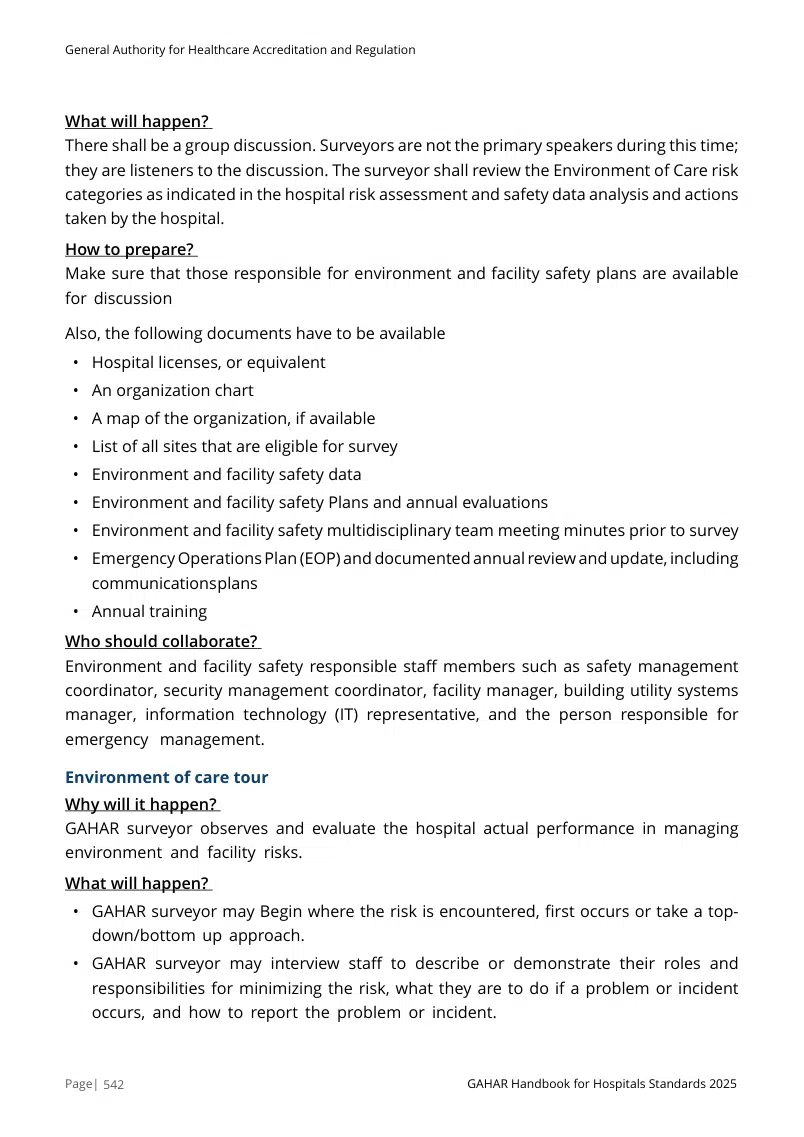 General Authority for Healthcare Accreditation and Regulation
What will happen?
There shall be a group discussion. Surveyors are not the primary speakers during this time;
they are listeners to the discussion. The surveyor shall review the Environment of Care risk
categories as indicated in the hospital risk assessment and safety data analysis and actions
taken by the hospital.
How to prepare?
Make sure that those responsible for environment and facility safety plans are available
for discussion
Also, the following documents have to be available
• Hospital licenses, or equivalent
• An organization chart
• A map of the organization, if available
• List of all sites that are eligible for survey
• Environment and facility safety data
• Environment and facility safety Plans and annual evaluations
• Environment and facility safety multidisciplinary team meeting minutes prior to survey
• Emergency Operations Plan (EOP) and documented annual review and update, including
communicationsplans
• Annual training
Who should collaborate?
Environment and facility safety responsible staff members such as safety management
coordinator, security management coordinator, facility manager, building utility systems
manager, information technology (IT) representative, and the person responsible for
emergency management.
Environment of care tour
Why will it happen?
GAHAR surveyor observes and evaluate the hospital actual performance in managing
environment and facility risks.
What will happen?
• GAHAR surveyor may Begin where the risk is encountered, first occurs or take a top-
down/bottom up approach.
• GAHAR surveyor may interview staff to describe or demonstrate their roles and
responsibilities for minimizing the risk, what they are to do if a problem or incident
occurs, and how to report the problem or incident.
Page| 542
GAHAR Handbook for Hospitals Standards 2025